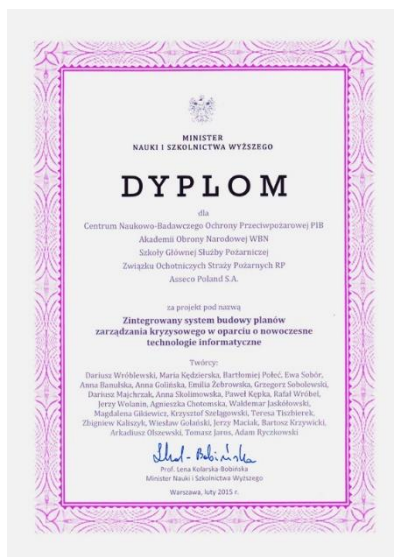 MINISTER
NAUKI I SZKOLNICTWA WYŻSZEGO
DYPLOM
dla
Centrum Naukowo-Badawczego Ochrony Przeciwpożarowej PIB
Akademii Obrony Narodowej WBN
Szkoły Głównej Służby Pożarniczej
Związku Ochotniczych Straży Pożarnych RP
Asseco Poland S.A.
za projekt pod nazwą
Zintegrowany system budowy planów
zarządzania kryzysowego w oparciu o nowoczesne
technologie informatyczne
Twórcy:
Dariusz Wróblewski, Maria Kędzierska, Bartłomiej Połeć, Ewa Sobór,
Anna Banulska, Anna Golińska, Emilia Żebrowska, Grzegorz Sobolewski,
Dariusz Majchrzak, Anna Skolimowska, Paweł Kępka, Rafał Wróbel,
Jerzy Wolanin, Agnieszka Chotomska, Waldemar Jaskółowski,
Magdalena Gikiewicz, Krzysztof Szelągowski, Teresa Tiszbierek,
Zbigniew Kaliszyk, Wiesław Golański, Jerzy Maciak, Bartosz Krzywicki,
Arkadiusz Olszewski, Tomasz Jaros, Adam Ryczkowski
Prof. Lena Kolarska-Bobińska
Minister Nauki i Szkolnictwa Wyższego
Warszawa, luty 2015 r.